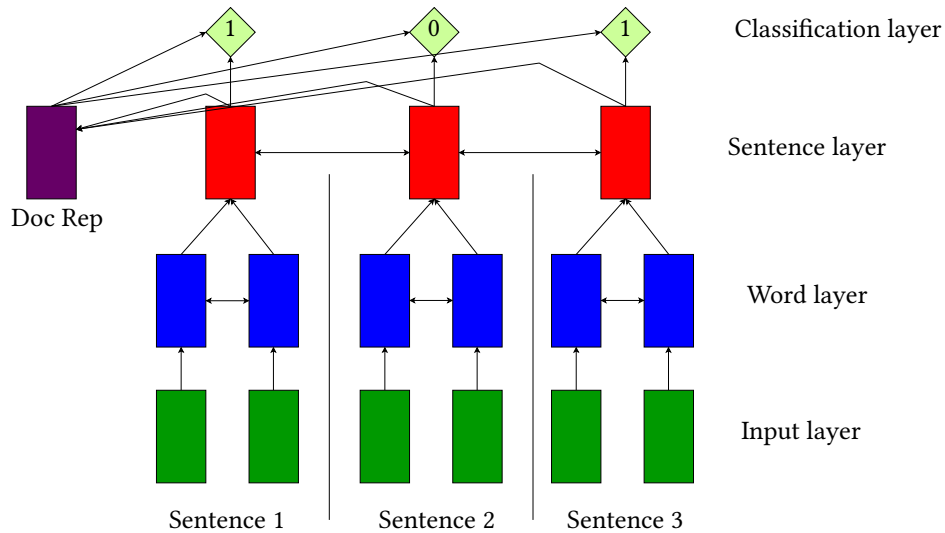 1
0
1
Classification layer
Sentence layer
Doc Rep
Word layer
Input layer
Sentence 1
Sentence 2
Sentence 3